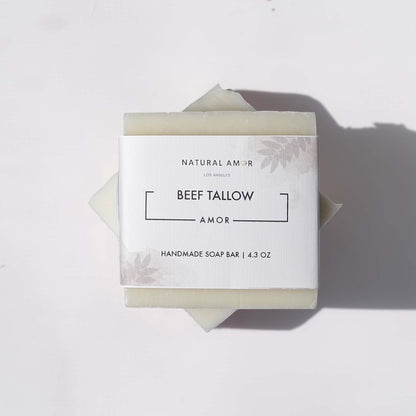 NATURAL AMOR
LOS ANGELES
BEEF TALLOW
AMOR
HANDMADE SOAP BAR | 4.3 OZ